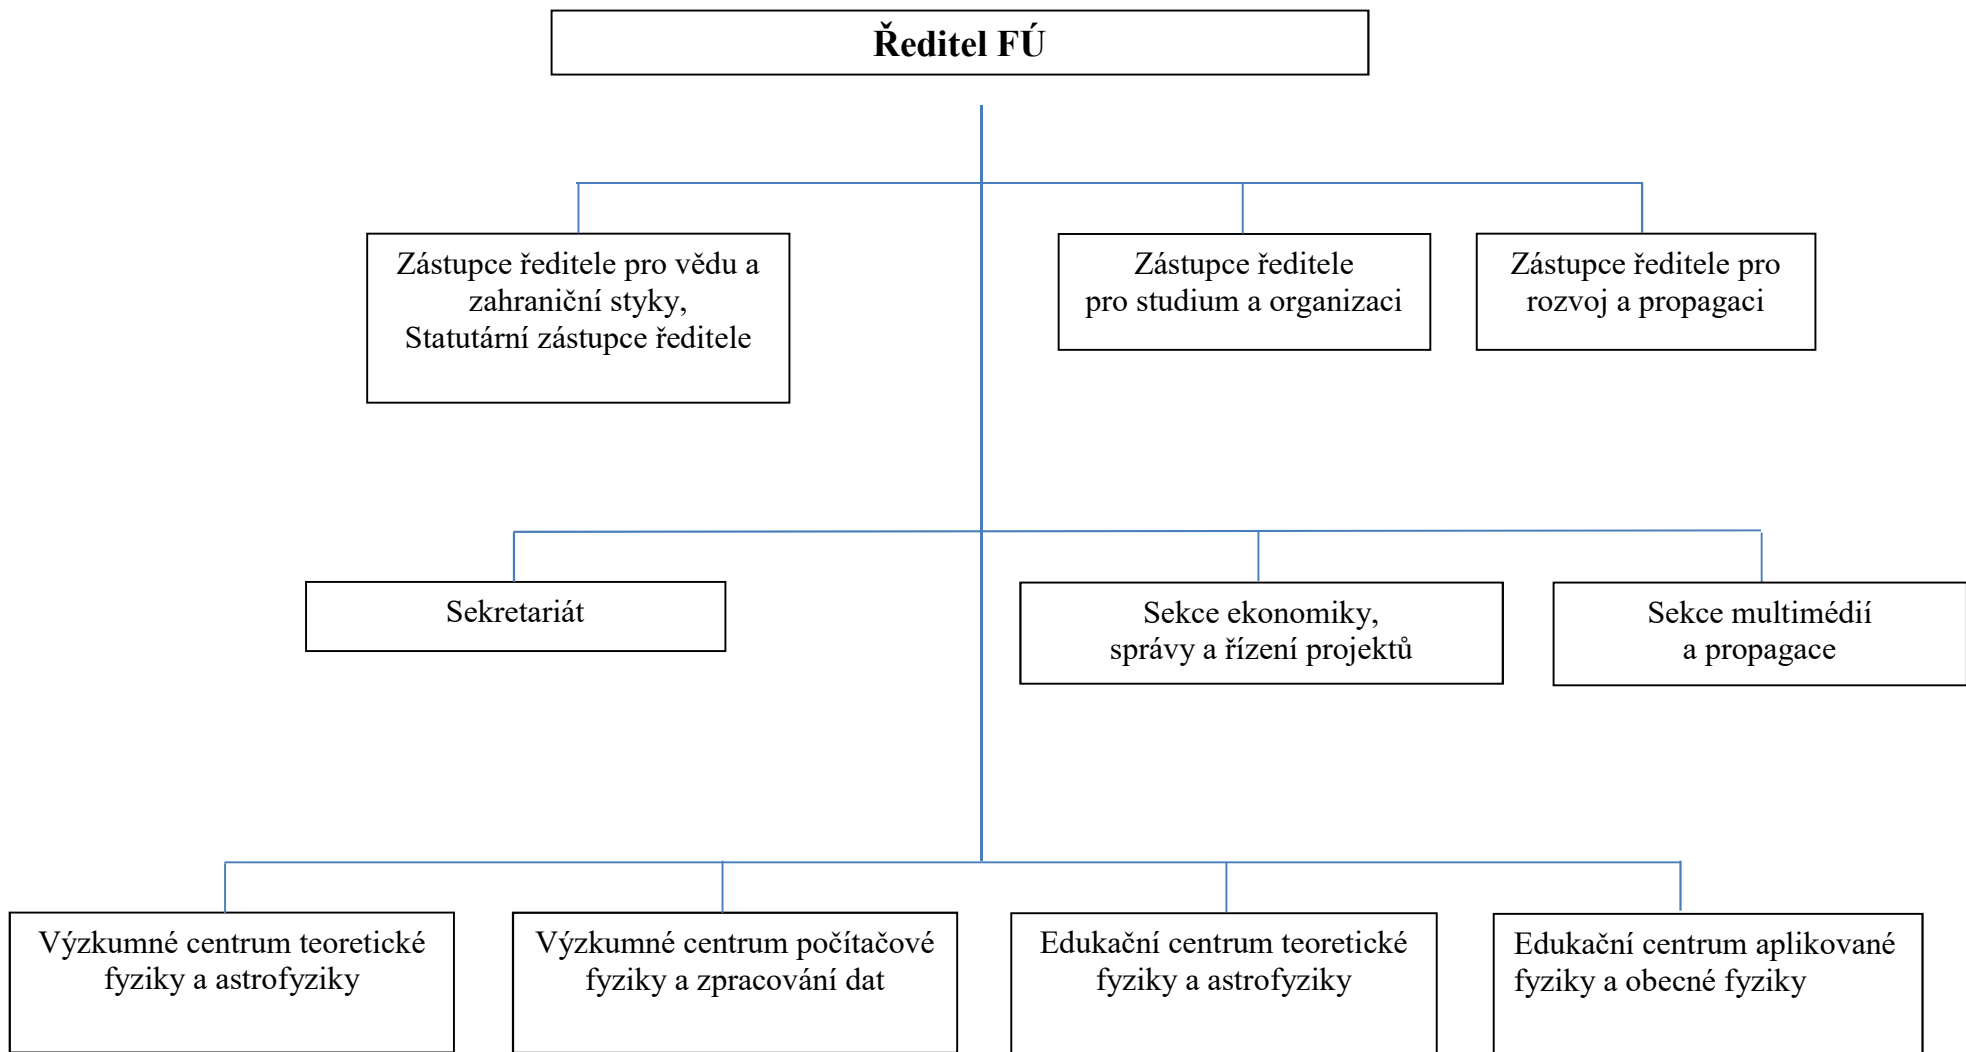 Ředitel FÚ
Zástupce ředitele pro vědu a
zahraniční styky,
Statutární zástupce ředitele
Zástupce ředitele
pro studium a organizaci
Zástupce ředitele pro
rozvoj a propagaci
Sekretariát
Sekce ekonomiky,
správy a řízení projektů
Sekce multimédií
a propagace
Výzkumné centrum teoretické
fyziky a astrofyziky
Výzkumné centrum počítačové
fyziky a zpracování dat
Edukační centrum teoretické
fyziky a astrofyziky
Edukační centrum aplikované
fyziky a obecné fyziky